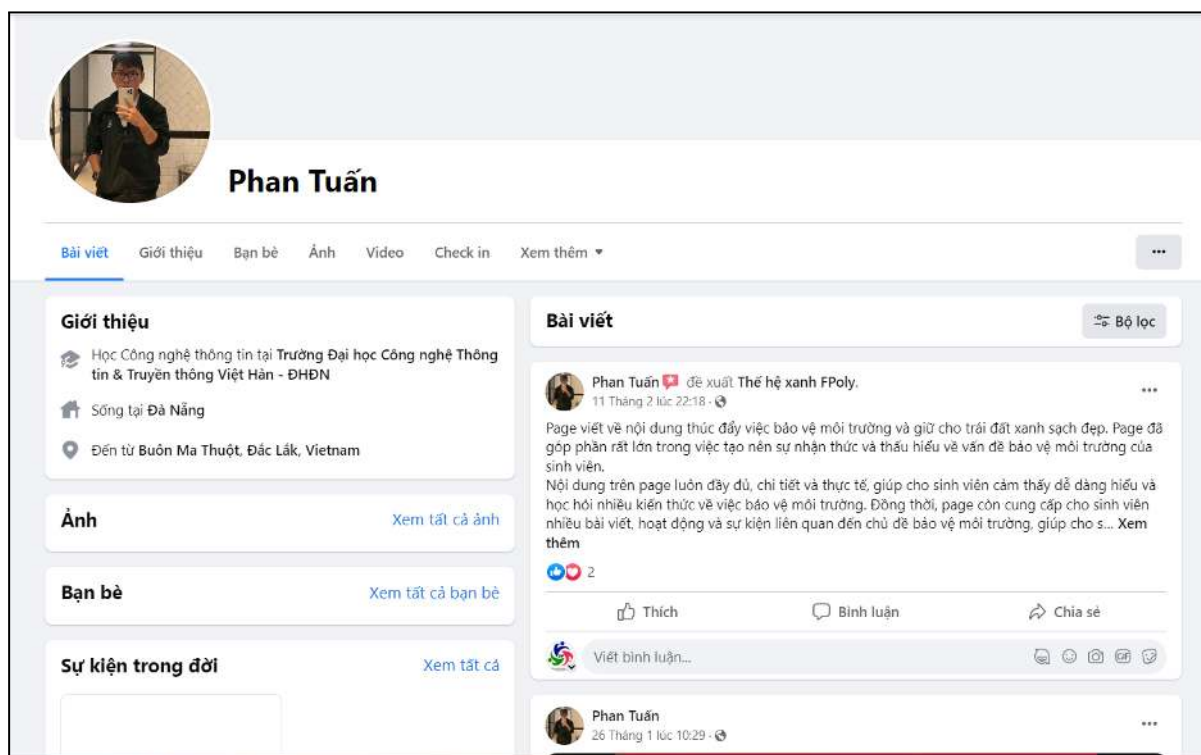 Phan Tuấn
Bài viết
Giới thiệu
Bạn bè
Ảnh
Video
Check in
Xem thêm
Giới thiệu
Học Công nghệ thông tin tại Trường Đại học Công nghệ Thông
tin & Truyền thông Việt Hàn - ĐHĐN
Sống tại Đà Nẵng
Đến từ Buôn Ma Thuột, Đắc Lắk, Vietnam
Ảnh
Xem tất cả ảnh
Bạn bè
Xem tất cả bạn bè
Sự kiện trong đời
Xem tất cả
Bài viết
Bộ lọc
Phan Tuấn đề xuất Thế hệ xanh FPoly.
11 Tháng 2 lúc 22:18 ·
Page viết về nội dung thúc đẩy việc bảo vệ môi trường và giữ cho trái đất xanh sạch đẹp. Page đã
góp phần rất lớn trong việc tạo nên sự nhận thức và thấu hiểu về vấn đề bảo vệ môi trường của
sinh viên.
Nội dung trên page luôn đầy đủ, chi tiết và thực tế, giúp cho sinh viên cảm thấy dễ dàng hiểu và
học hỏi nhiều kiến thức về việc bảo vệ môi trường. Đồng thời, page còn cung cấp cho sinh viên
nhiều bài viết, hoạt động và sự kiện liên quan đến chủ đề bảo vệ môi trường, giúp cho s... Xem
thêm
2
Thích
Bình luận
Chia sẻ
Viết bình luận...
GIF
Phan Tuấn
26 Tháng 1 lúc 10:29 ·